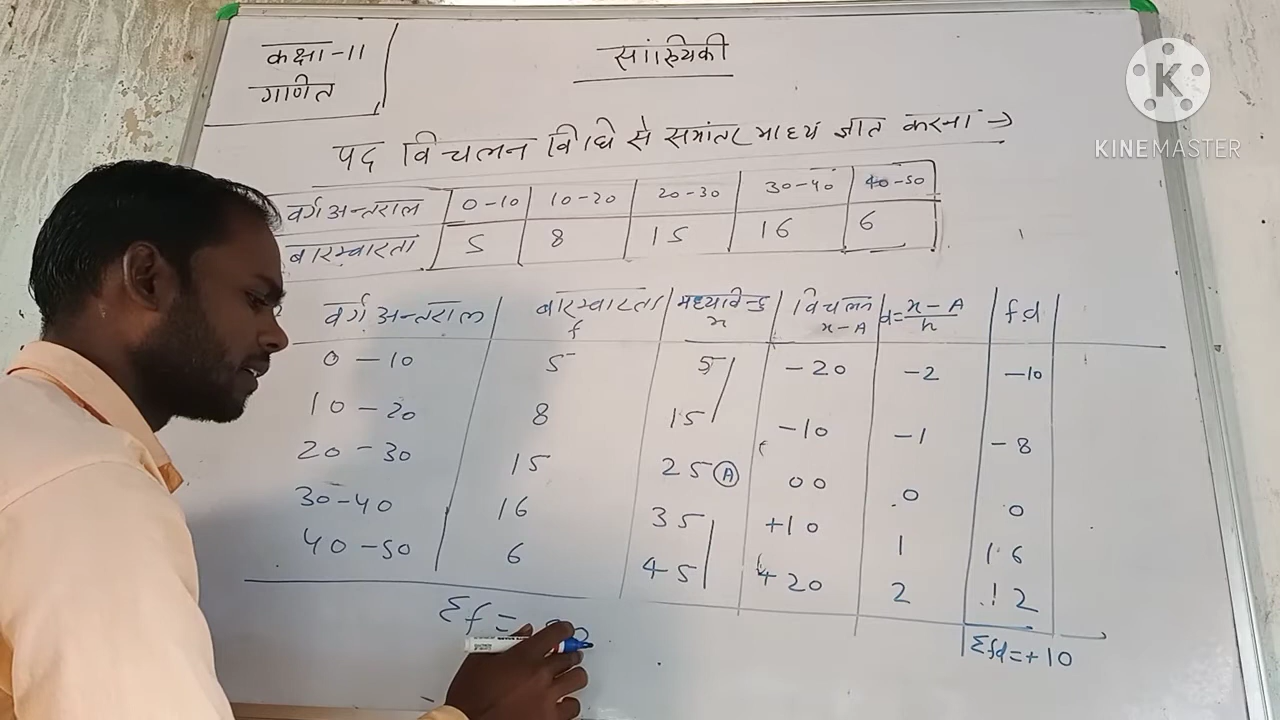 कक्षा-11
गणित
सांख्यिकी
पद विचलन विधि से समांतर माध्य ज्ञात करना →
वर्ग अन्तराल 0-10 10-20 20-30 30-40 40-50
बारम्बारता 5 8 15 16 6
वर्ग अन्तराल बारम्बारता f मध्यबिन्दु x विचलन x-A d=x-A/h f.d
0-10 5 5 -20 -2 -10
10-20 8 15 -10 -1 -8
20-30 15 25 A 00 0 0
30-40 16 35 +10 1 16
40-50 6 45 +20 2 12
Σf=
Σfd=+10
KINEMASTER
K